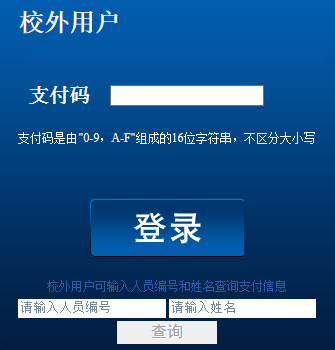 校外用户
支付码
支付码是由"0-9，A-F"组成的16位字符串，不区分大小写
登录
校外用户可输入人员编号和姓名查询支付信息
请输入人员编号 请输入姓名
查询